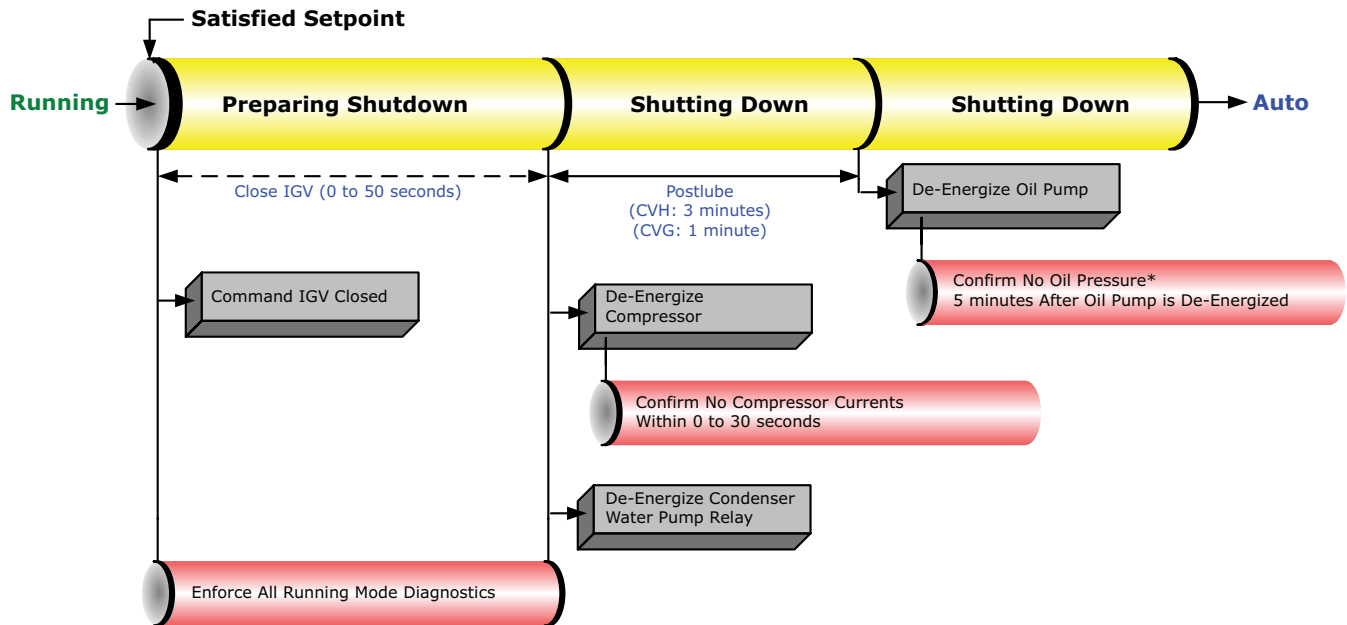 Satisfied Setpoint
Running
Preparing Shutdown
Shutting Down
Shutting Down
Auto
Close IGV (0 to 50 seconds)
Postlube
(CVH: 3 minutes)
(CVG: 1 minute)
De-Energize Oil Pump
Confirm No Oil Pressure*
5 minutes After Oil Pump is De-Energized
Command IGV Closed
De-Energize
Compressor
Confirm No Compressor Currents
Within 0 to 30 seconds
De-Energize Condenser
Water Pump Relay
Enforce All Running Mode Diagnostics